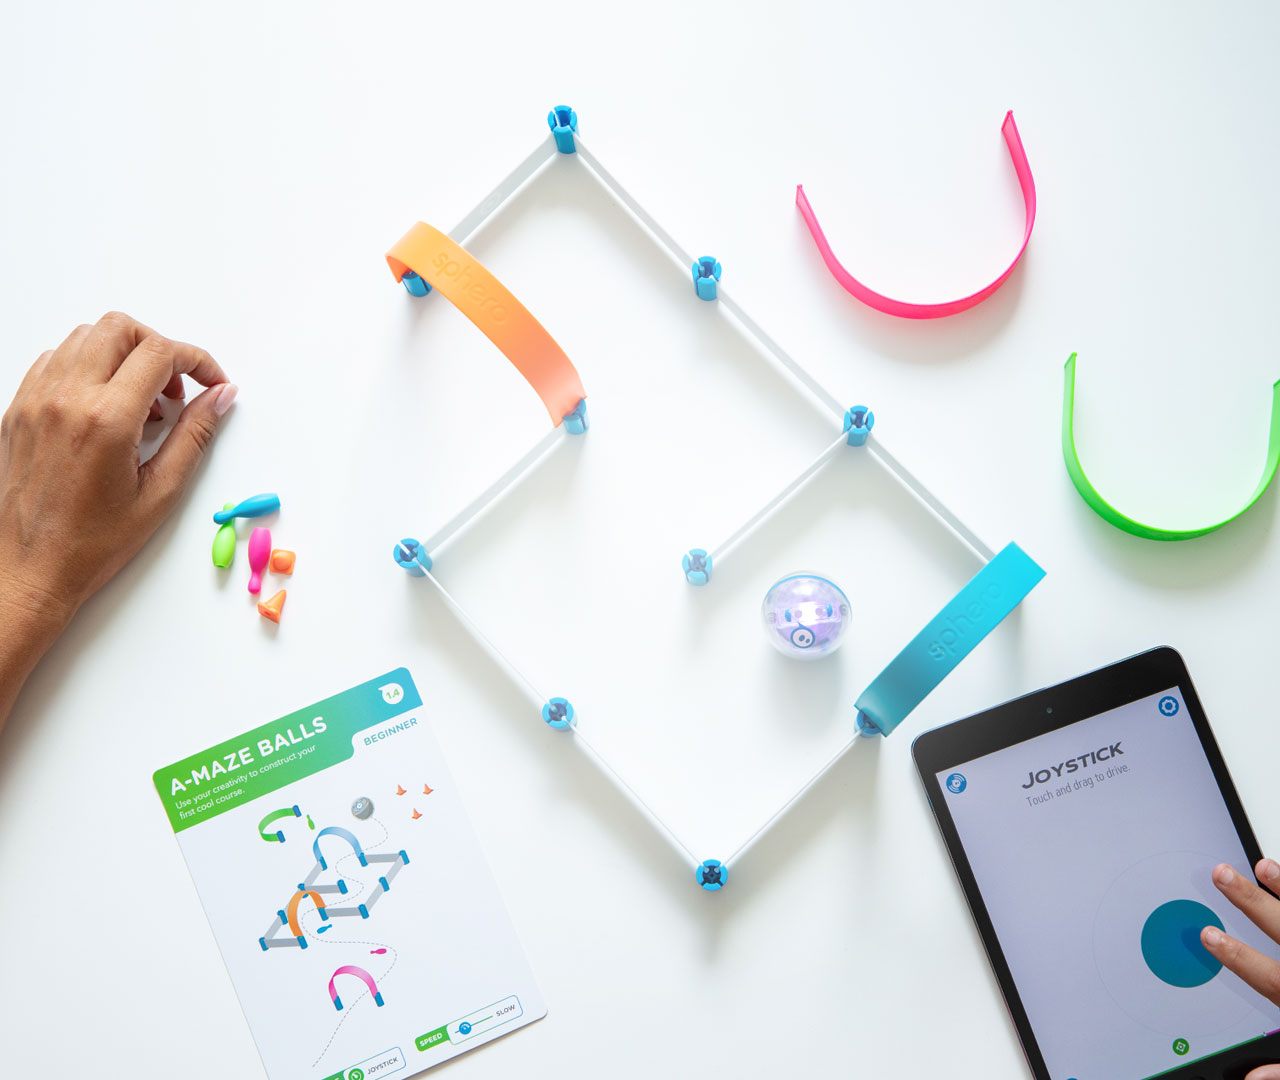 sphero
sphero
A-MAZE BALLS
Use your creativity to construct your
first cool course.
1.4
BEGINNER
SPEED
SLOW
JOYSTICK
JOYSTICK
Touch and drag to drive.